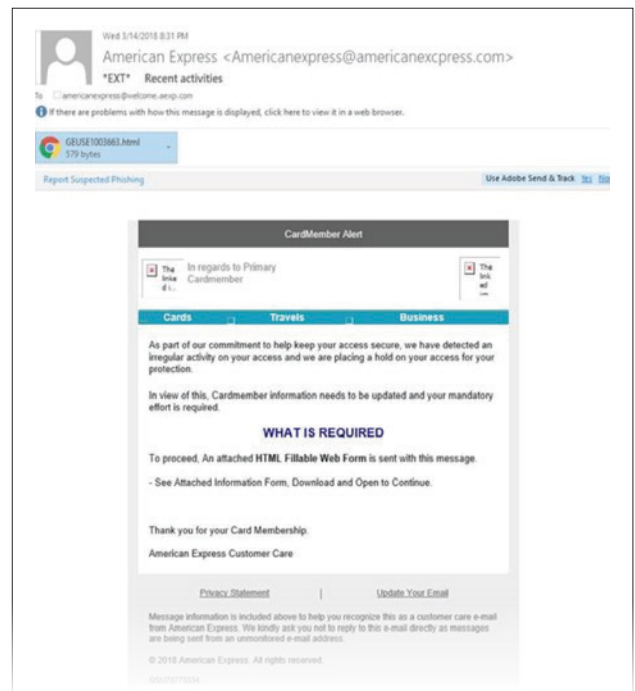 Wed 3/14/2018 8:31 PM
American Express <Americanexpress@americanexcpress.com>
*EXT* Recent activities
To americanexpress@welcome.aexp.com
If there are problems with how this message is displayed, click here to view it in a web browser.
GEUSE1003663.html
579 bytes
Report Suspected Phishing
Use Adobe Send & Track Yes
CardMember Alert
The linke d i...
In regards to Primary
Cardmember
The link ed
Cards Travels Business
As part of our commitment to help keep your access secure, we have detected an
irregular activity on your access and we are placing a hold on your access for your
protection.
In view of this, Cardmember information needs to be updated and your mandatory
effort is required.
WHAT IS REQUIRED
To proceed, An attached HTML Fillable Web Form is sent with this message.
- See Attached Information Form, Download and Open to Continue.
Thank you for your Card Membership.
American Express Customer Care
Privacy Statement | Update Your Email
Message information is included above to help you recognize this as a customer care e-mail
from American Express. We kindly ask you not to reply to this e-mail directly as messages
are being sent from an unmonitored e-mail address.
© 2018 American Express. All rights reserved.